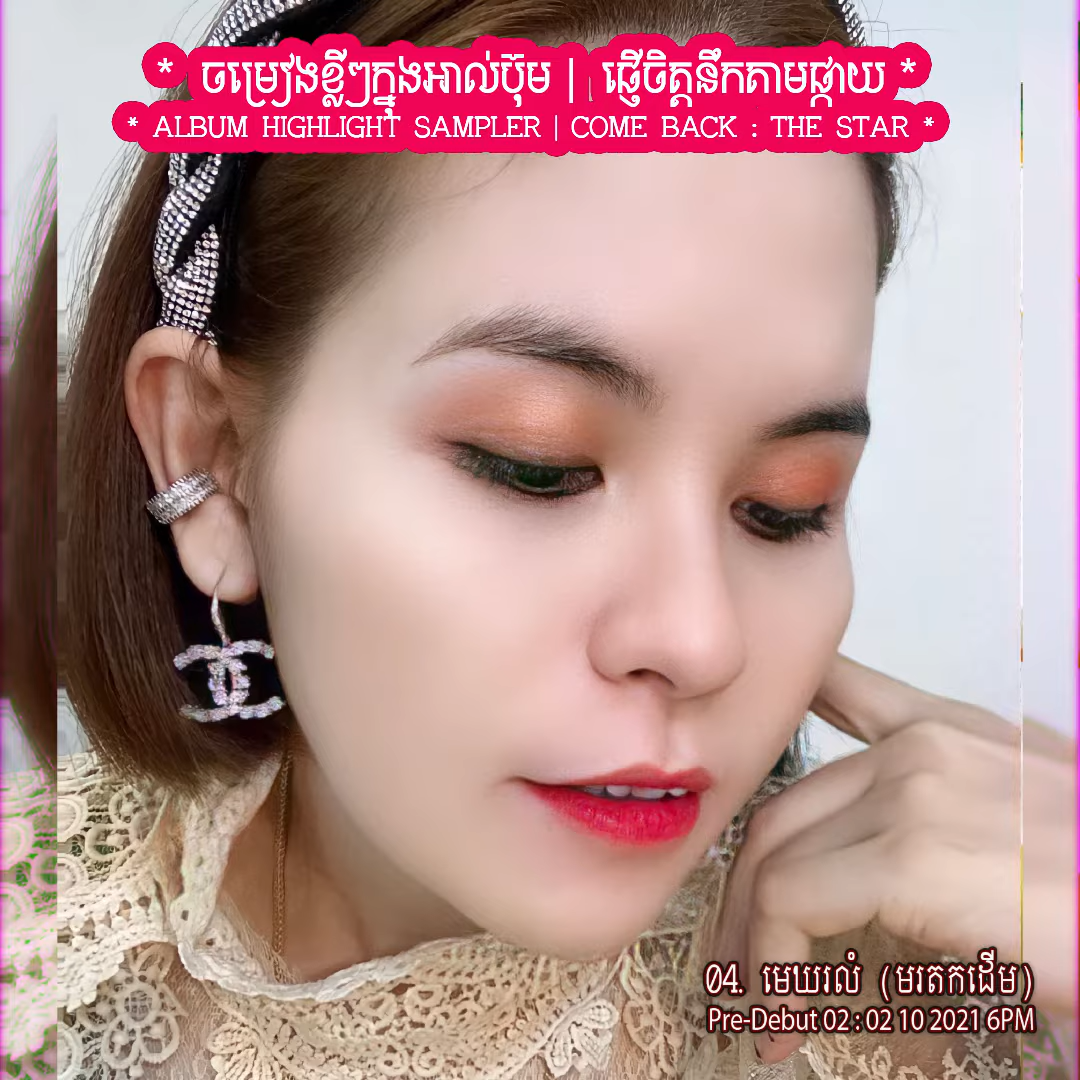 * ចម្រៀងខ្លីៗក្នុងអាល់ប៊ុម | ផ្ញើចិត្តនឹកតាមផ្កាយ *
* ALBUM HIGHLIGHT SAMPLER | COME BACK : THE STAR *
04. មេឃរលំ (មរតកដើម)
Pre-Debut 02 : 02 10 2021 6PM